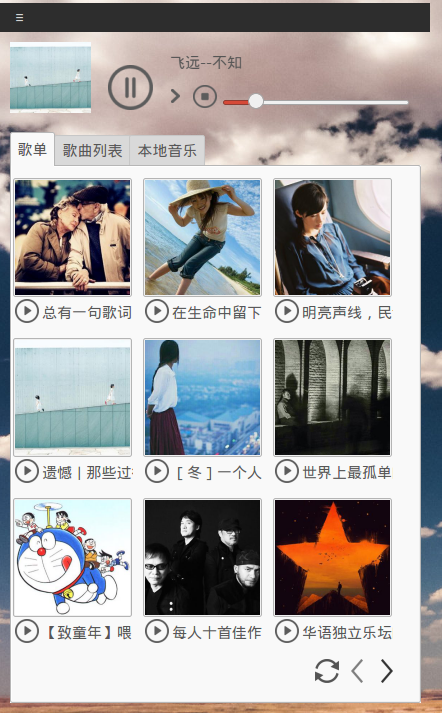 飞远--不知
歌单 歌曲列表 本地音乐
总有一句歌词 在生命中留下 明亮声线，民
遗憾丨那些过 [ 冬 ] 一个人 世界上最孤单
【致童年】喂 每人十首佳作 华语独立乐坛